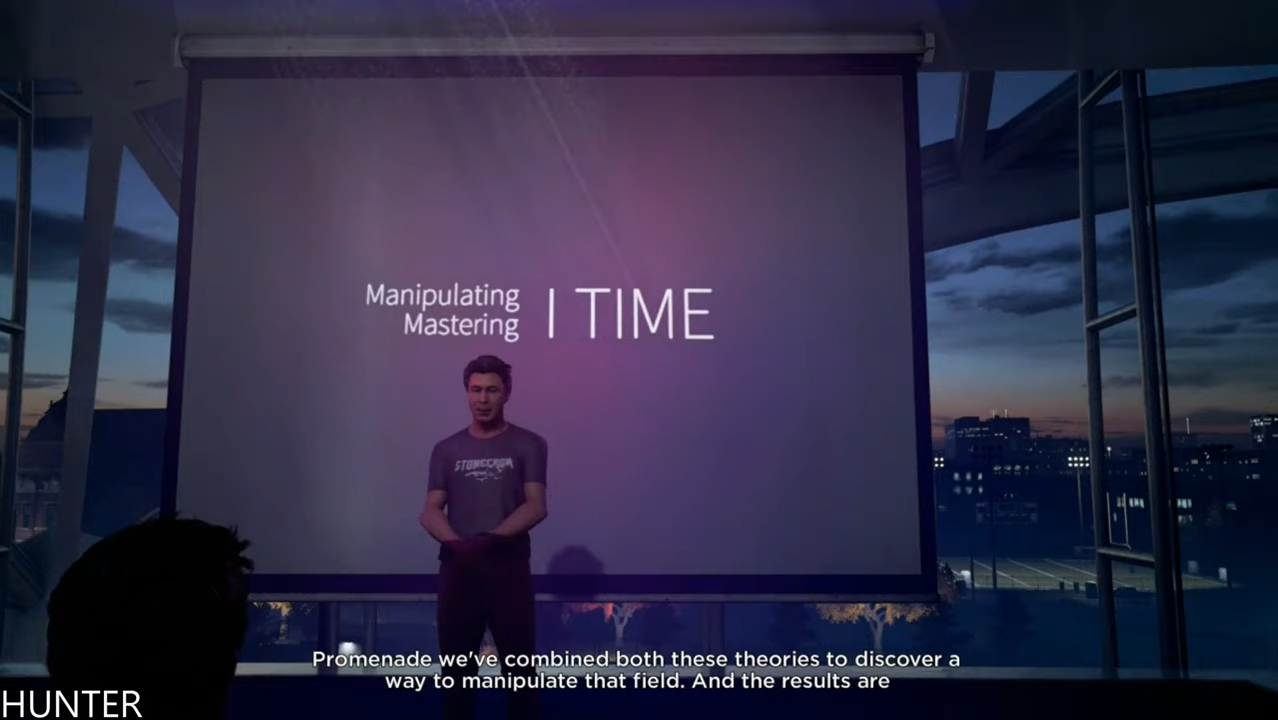 Manipulating
Mastering
I TIME
STONECROW
Promenade we've combined both these theories to discover a
way to manipulate that field. And the results are
HUNTER